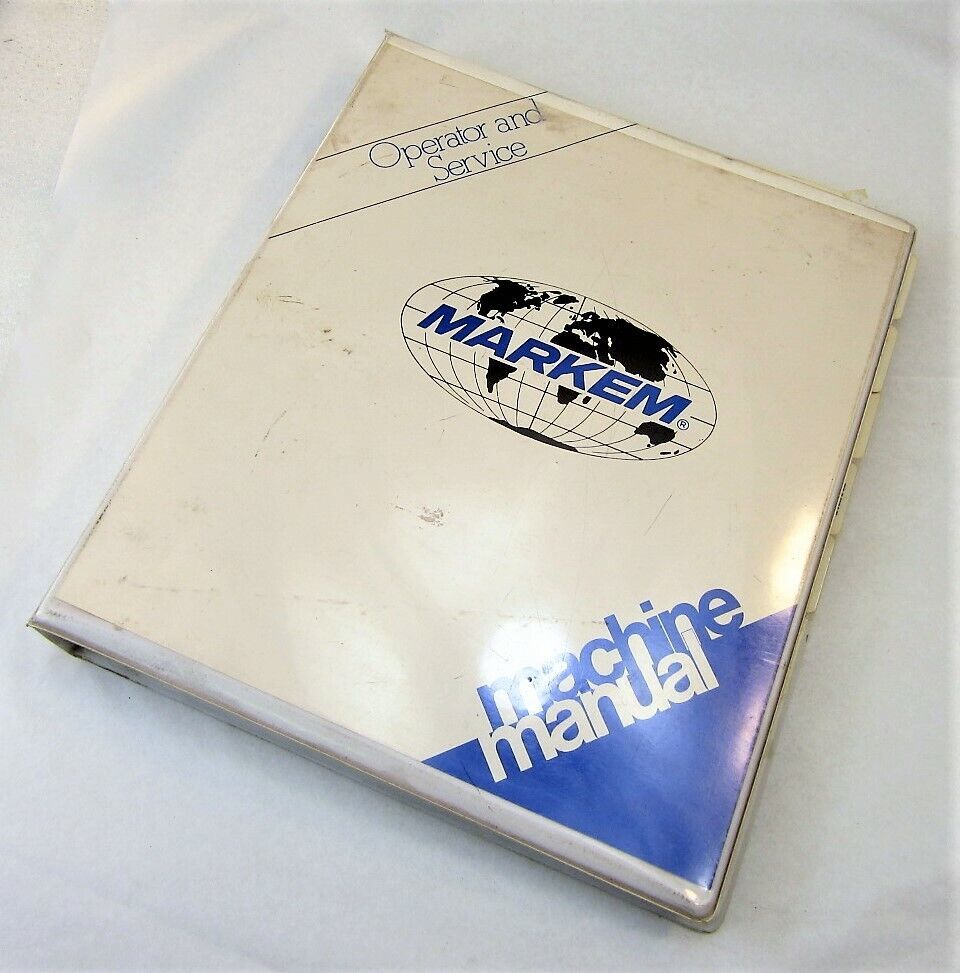 Operator and
Service
MARKEM®
machine
manual